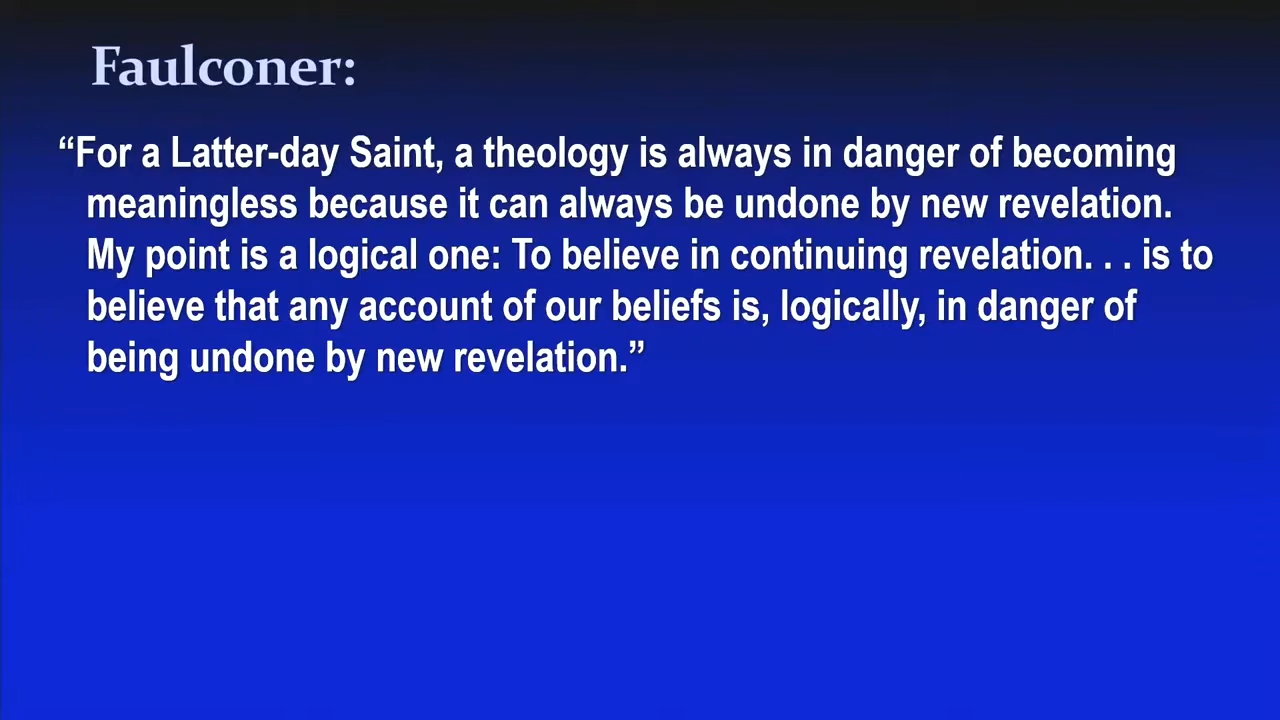 Faulconer:
“For a Latter-day Saint, a theology is always in danger of becoming
meaningless because it can always be undone by new revelation.
My point is a logical one: To believe in continuing revelation. . . is to
believe that any account of our beliefs is, logically, in danger of
being undone by new revelation.”